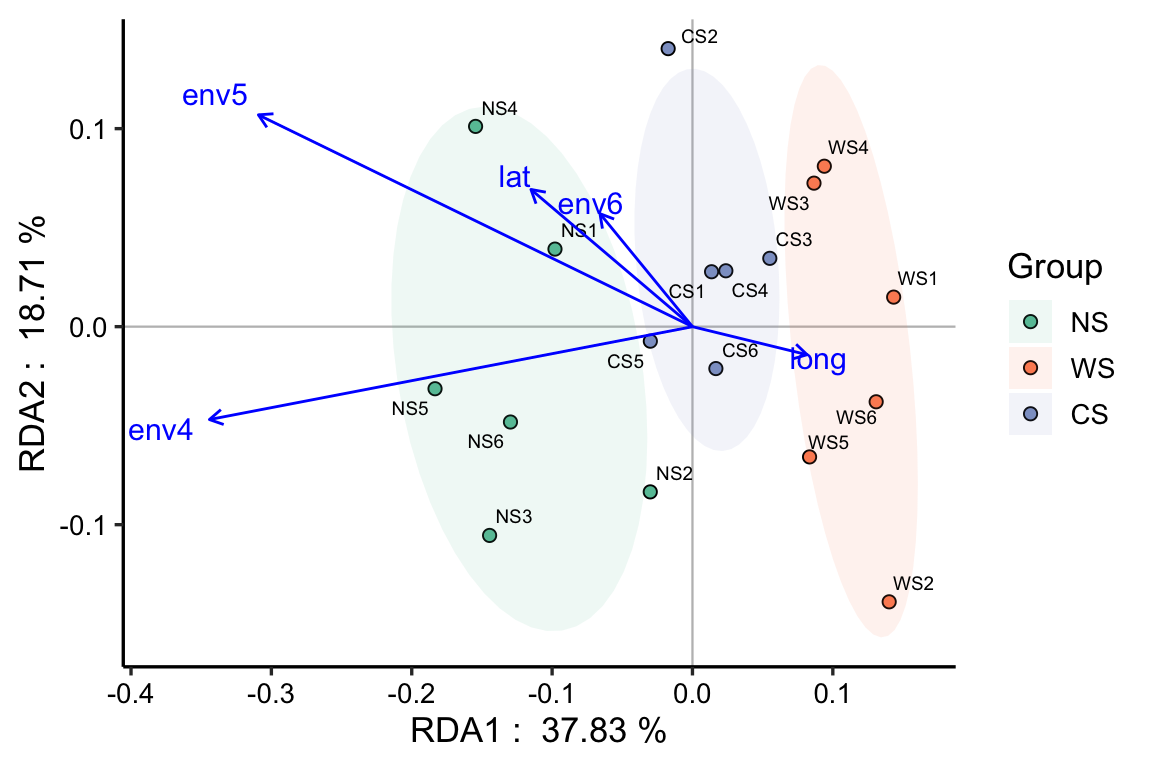 CS2
env5
NS4
0.1
lat
WS4
env6
WS3
NS1
CS3
WS1
CS1
CS4
Group
NS
WS
CS
0.0
RDA2 :  18.71 %
CS6
long
CS5
NS5
WS6
env4
NS6
WS5
NS2
-0.1
NS3
WS2
-0.4
-0.3
-0.2
-0.1
0.0
0.1
RDA1 :  37.83 %